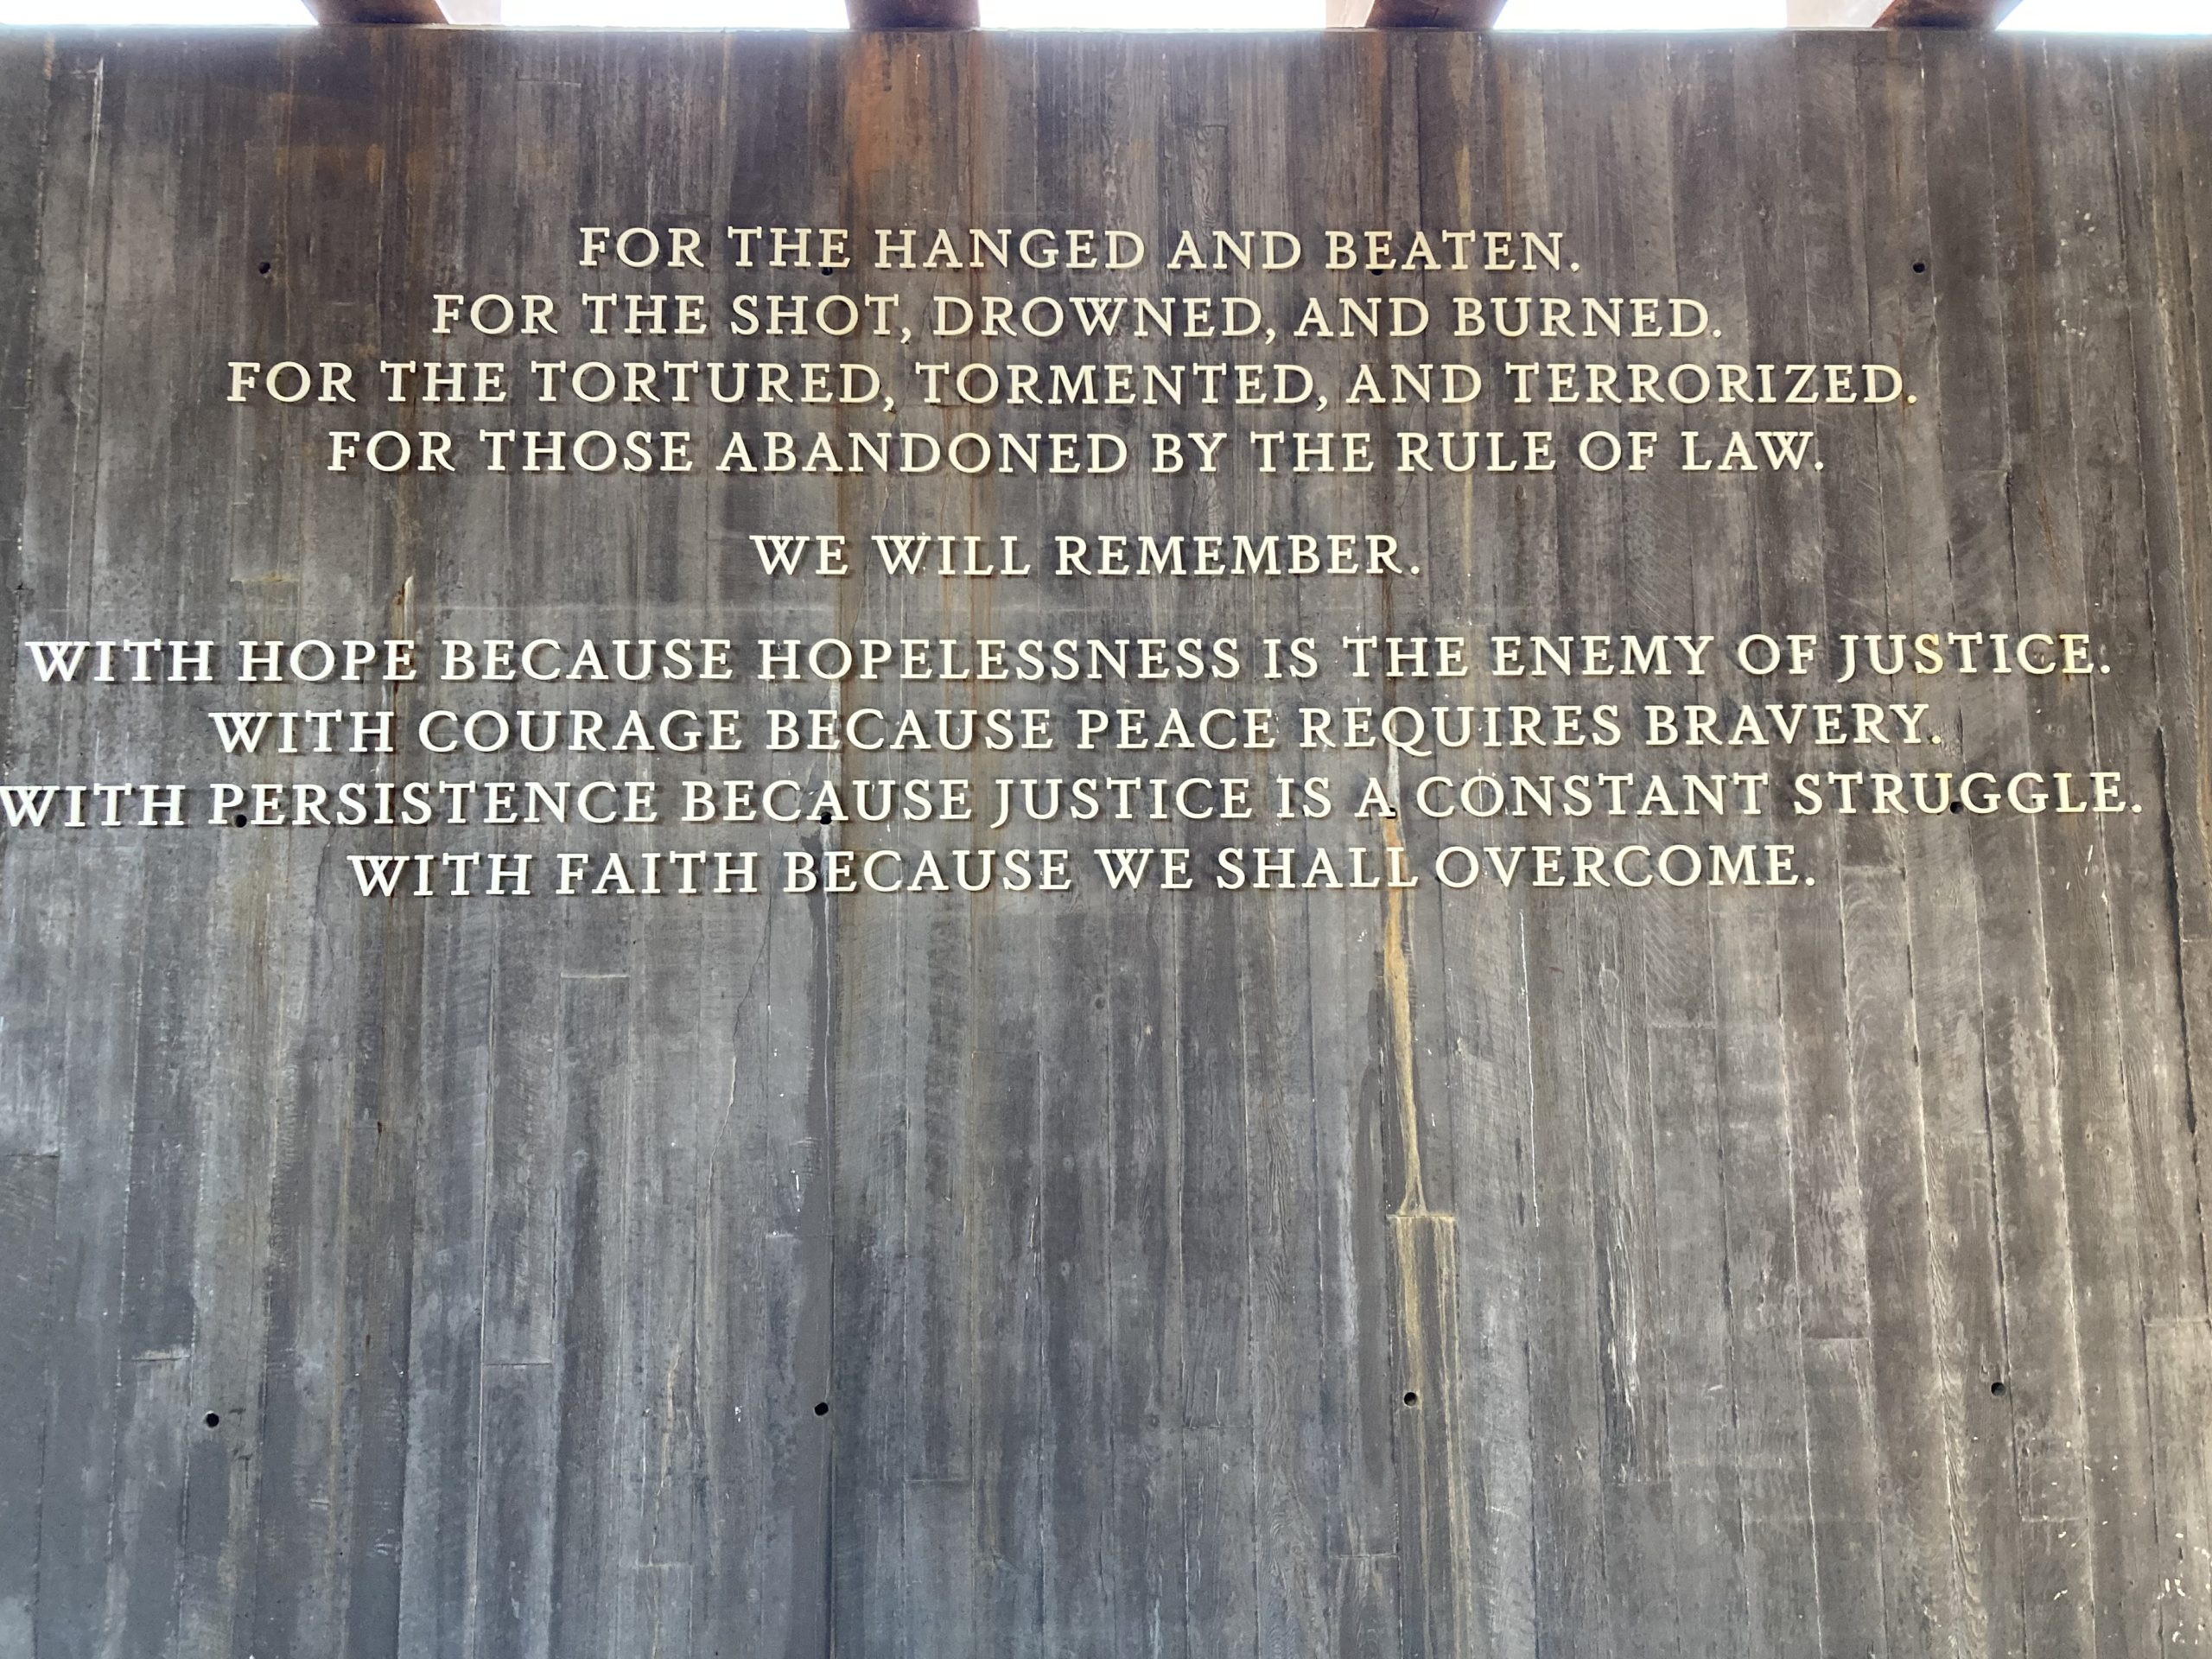 FOR THE HANGED AND BEATEN.
FOR THE SHOT, DROWNED, AND BURNED.
FOR THE TORTURED, TORMENTED, AND TERRORIZED.
FOR THOSE ABANDONED BY THE RULE OF LAW.
WE WILL REMEMBER.
WITH HOPE BECAUSE HOPELESSNESS IS THE ENEMY OF JUSTICE.
WITH COURAGE BECAUSE PEACE REQUIRES BRAVERY.
WITH PERSISTENCE BECAUSE JUSTICE IS A CONSTANT STRUGGLE.
WITH FAITH BECAUSE WE SHALL OVERCOME.